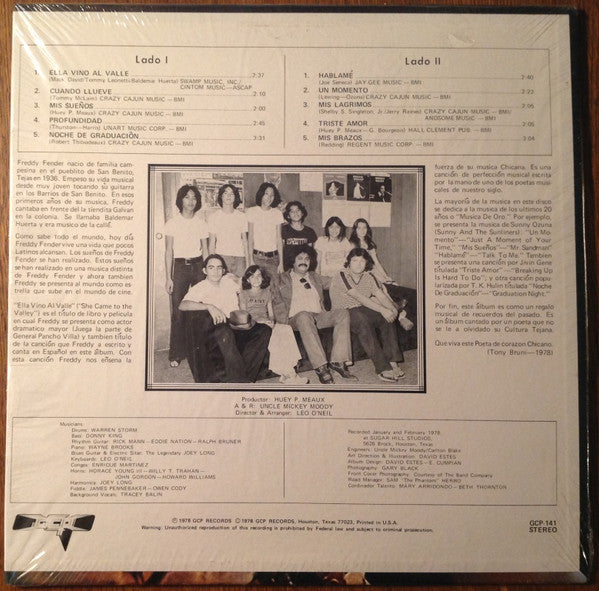 Lado I
1. ELLA VINO AL VALLE 2:37
(Mack David/Tommy Leonetti/Baldemar Huerta) SWAMP MUSIC, INC./
CINTOM MUSIC—ASCAP
2. CUANDO LLUEVE 2:10
(Tommy McLain) CRAZY CAJUN MUSIC — BMI
3. MIS SUEÑOS 2:00
(Huey P. Meaux) CRAZY CAJUN MUSIC — BMI
4. PROFUNDIDAD 2:45
(Thurston—Harris) UNART MUSIC CORP. — BMI
5. NOCHE DE GRADUACIÓN 3:31
(Robert Thibodeaux) CRAZY CAJUN MUSIC — BMI
Lado II
1. HABLAMÉ 2:40
(Joe Seneca) JAY-GEE MUSIC — BMI
2. UN MOMENTO 2:22
(Leering—Ozuna) CRAZY CAJUN MUSIC — BMI
3. MIS LAGRIMOS 2:05
(Shelby S. Singleton, Jr./Jerry Raines) CRAZY CAJUN MUSIC — BMI/
ANGSOME MUSIC — BMI
4. TRISTE AMOR 2:05
(Huey P. Meaux — G. Bourgeois) HALL CLEMENT PUB. — BMI
5. MIS BRAZOS 3:04
(Redding) REGENT MUSIC CORP. — BMI
Freddy Fender nacio de familia cam-
pesina en el pueblito de San Benito,
Tejas en 1936. Empeso su vida musical
desde muy joven tocando su guitarra
en los Barrios de San Benito. En esos
primeros años de su musica, Freddy
cantaba en frente del la tiendita Galvan
en la colonia. Se llamaba Baldemar
Huerta y era musico de la calle.
Como sabe todo el mundo, hoy dia
Freddy Fender vive una vida que pocos
Latinos alcansan. Los sueños de Freddy
Fender se han realizado. Estos sueños
se han realizado en una musica distinta
de Freddy Fender y ahora tambien
Freddy se presenta al mundo como es-
trella que sabe en el mundo de cine.
"Ella Vino Al Valle" ("She Came to the
Valley") es el titulo de libro y pelicula
en cual Freddy se presenta como actor
dramatico mayor (Juega la parte de
General Pancho Villa) y tambien titulo
de la canción que Freddy a escrito y
canta en Español en este álbum. Con
esta canción Freddy nos enseña la
fuerza de su musica Chicana. Es una
canción de perfección musical escrita
por la mano de uno de los poetas musi-
cales de nuestro siglo.
La mayoria de la musica en este disco
se dedica a la musica de los ultimos 20
años o "Musica De Oro". Por ejemplo,
se presenta la musica de Sunny Ozuna
(Sunny And The Sunliners) "Un Mo-
mento"—"Just A Moment of Your
Time," "Mis Sueños"—"Mr. Sandman"
"Hablamé"—"Talk To Me." Tambien
se presenta una canción por Jivin Gene
titulada "Triste Amor" — "Breaking Up
Is Hard To Do", y otra canción popu-
larizada por T. K. Hulin titulada "Noche
De Graduación"—"Graduation Night."
Por fin, este álbum es como un regalo
musical de recuerdos del pasado. Es
un álbum cantado por un poeta que no
se le a olvidado su Cultura Tejana.
Que viva este Poeta de corazon Chicano.
(Tony Bruni—1978)
Productor: HUEY P. MEAUX
A & R: UNCLE MICKEY MOODY
Director & Arranger: LEO O'NEIL
Musicians
Drums: WARREN STORM
Bass: DONNY KING
Rhythm Guitar: RICK MANN—EDDIE NATION—RALPH BRUNER
Piano: WAYNE BROOKS
Blues Guitar & Electric Sitar: The Legendary JOEY LONG
Keyboards: LEO O'NEIL
Congas: ENRIQUE MARTINEZ
Horns: HORACE YOUNG III—WILLY T. TRAHAN—
JOHN GORDON—HOWARD WILLIAMS
Harmonica: JOEY LONG
Fiddle: JAMES PENNEBAKER—OWEN CODY
Background Vocals: TRACEY BALIN
Recorded January and February 1978,
at SUGAR HILL STUDIOS,
5626 Brock, Houston, Texas
Engineers: Uncle Mickey Moody/Carlton Blake
Art Direction & Illustration: DAVID ESTES
Album Design: DAVID ESTES—E. GUMPIAN
Photography: GARY BLACK
Front Cover Photography: Courtesy of The Band Company
Road Manager: SAM "The Phantom" HERRO
Cordinador Talento: MARY ARREDONDO—BETH THORNTON
GCP
Ⓟ 1978 GCP RECORDS, © 1978 GCP RECORDS, Houston, Texas 77023, Printed in U.S.A.
Warning: Unauthorized reproduction of this recording is prohibited by Federal law and subject to criminal prosecution.
GCP-141
STEREO